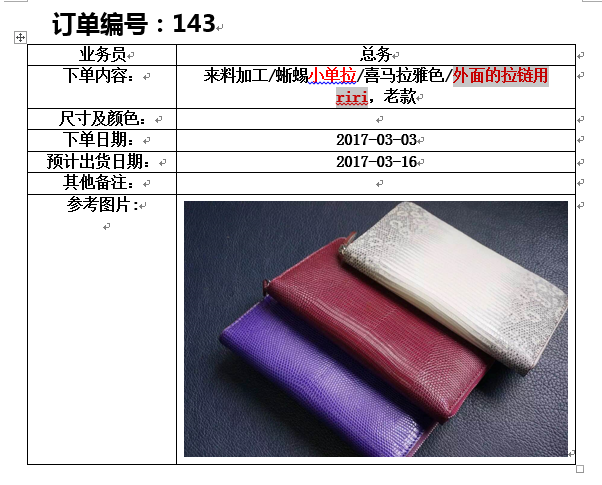 订单编号：143
业务员 总务
下单内容： 来料加工/蜥蜴小单拉/喜马拉雅色/外面的拉链用
riri，老款
尺寸及颜色：
下单日期： 2017-03-03
预计出货日期： 2017-03-16
其他备注：
参考图片: